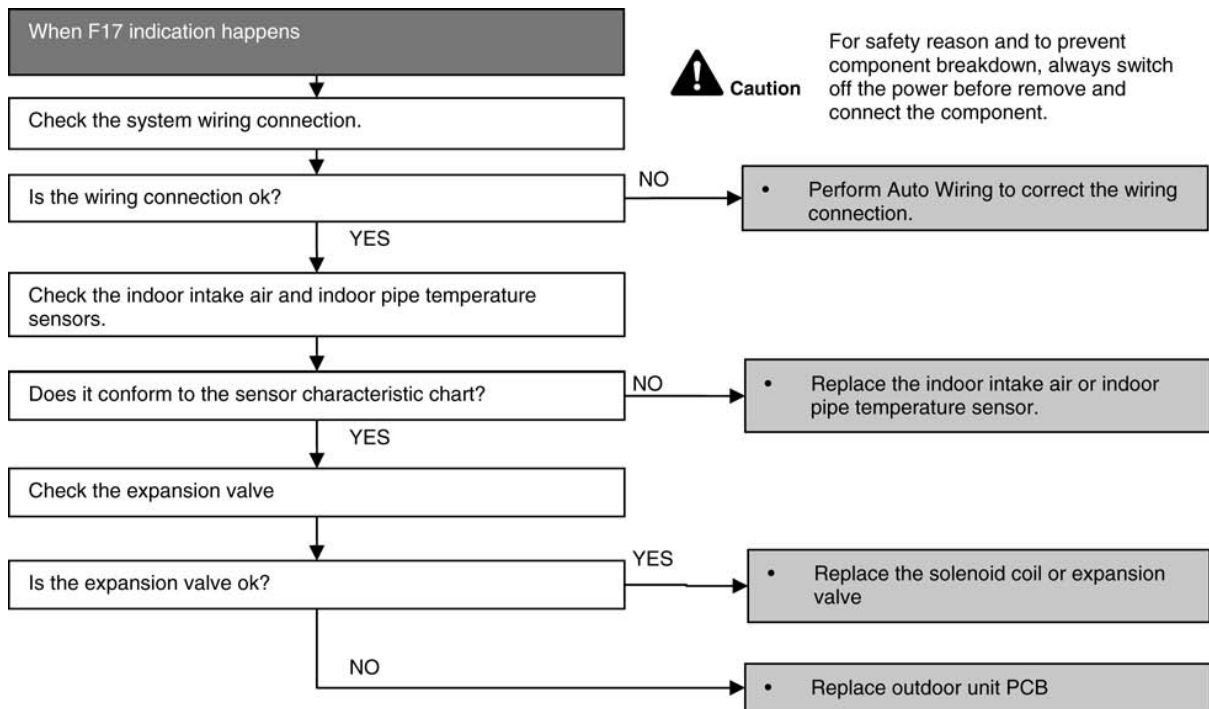 When F17 indication happens
For safety reason and to prevent
component breakdown, always switch
off the power before remove and
connect the component.
Caution
Check the system wiring connection.
Is the wiring connection ok?
NO
• Perform Auto Wiring to correct the wiring
connection.
YES
Check the indoor intake air and indoor pipe temperature
sensors.
Does it conform to the sensor characteristic chart?
NO
• Replace the indoor intake air or indoor
pipe temperature sensor.
YES
Check the expansion valve
Is the expansion valve ok?
YES
• Replace the solenoid coil or expansion
valve
NO
• Replace outdoor unit PCB